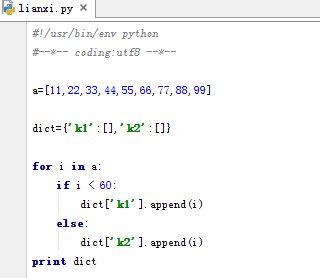 lianxi.py ×
#!/usr/bin/env python
#--*-- coding:utf8 --*--
a=[11,22,33,44,55,66,77,88,99]
dict={'k1':[],'k2':[]}
for i in a:
    if i < 60:
        dict['k1'].append(i)
    else:
        dict['k2'].append(i)
print dict